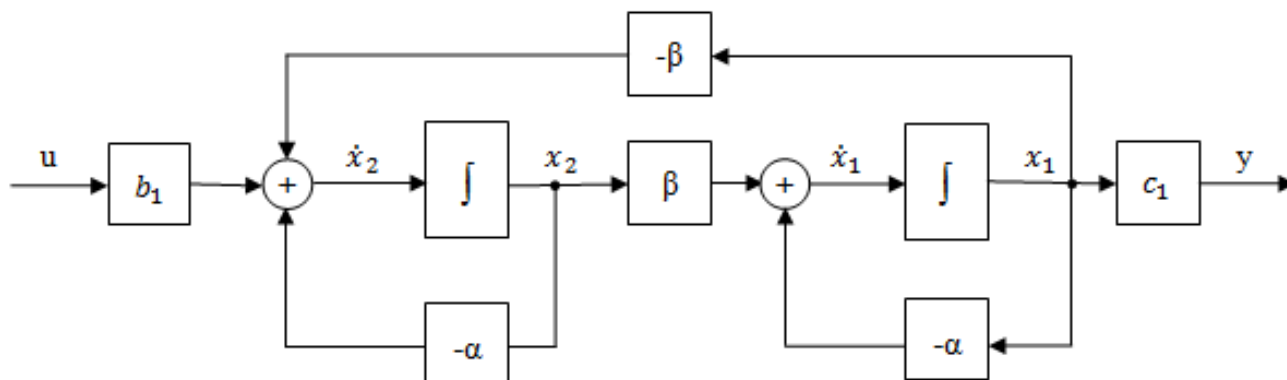 -β
u b₁ + ẋ₂ ∫ x₂ β + ẋ₁ ∫ x₁ c₁ y
-α -α